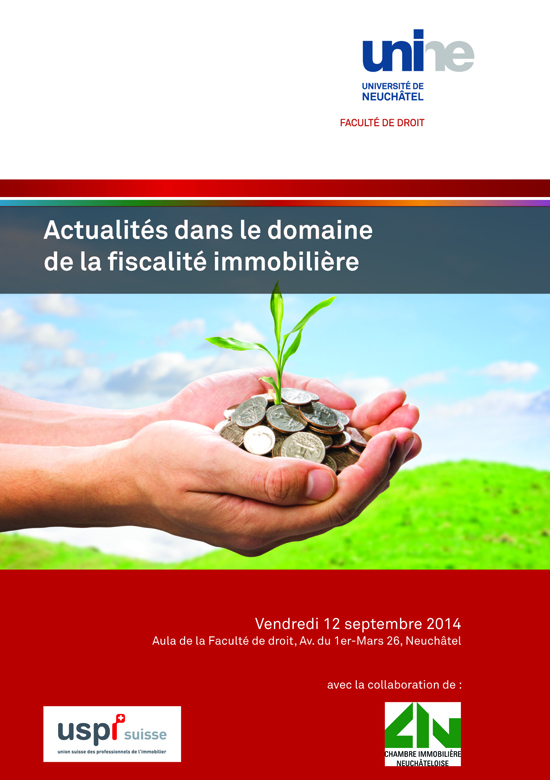 unine
UNIVERSITÉ DE
NEUCHÂTEL
FACULTÉ DE DROIT
Actualités dans le domaine
de la fiscalité immobilière
Vendredi 12 septembre 2014
Aula de la Faculté de droit, Av. du 1er-Mars 26, Neuchâtel
avec la collaboration de :
uspi suisse
union suisse des professionnels de l'immobilier
CHAMBRE IMMOBILIÈRE
NEUCHÂTELOISE